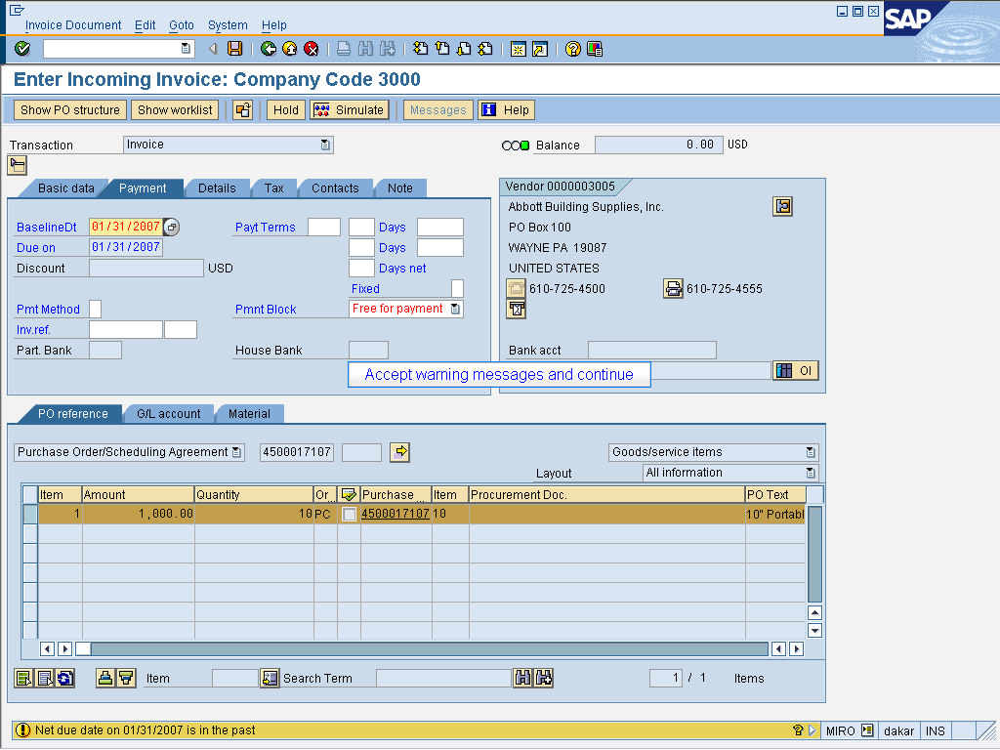 Invoice Document Edit Goto System Help
SAP
Enter Incoming Invoice: Company Code 3000
Show PO structure Show worklist Hold Simulate Messages Help
Transaction Invoice Balance 0.00 USD
Basic data Payment Details Tax Contacts Note
Vendor 0000003005
Abbott Building Supplies, Inc.
BaselineDt 01/31/2007 Payt Terms Days
PO Box 100
Due on 01/31/2007 Days
WAYNE PA 19087
Discount USD Days net
UNITED STATES
Fixed
610-725-4500 610-725-4555
Pmt Method Pmnt Block Free for payment
Inv.ref.
Part. Bank House Bank
Bank acct
Accept warning messages and continue
OI
PO reference G/L account Material
Purchase Order/Scheduling Agreement 4500017107 Goods/service items
Layout All information
Item Amount Quantity Or... Purchase ... Item Procurement Doc. PO Text
1 1,000.00 10 PC 4500017107 10 10" Portabl
Item Search Term 1 / 1 Items
Net due date on 01/31/2007 is in the past
MIRO dakar INS